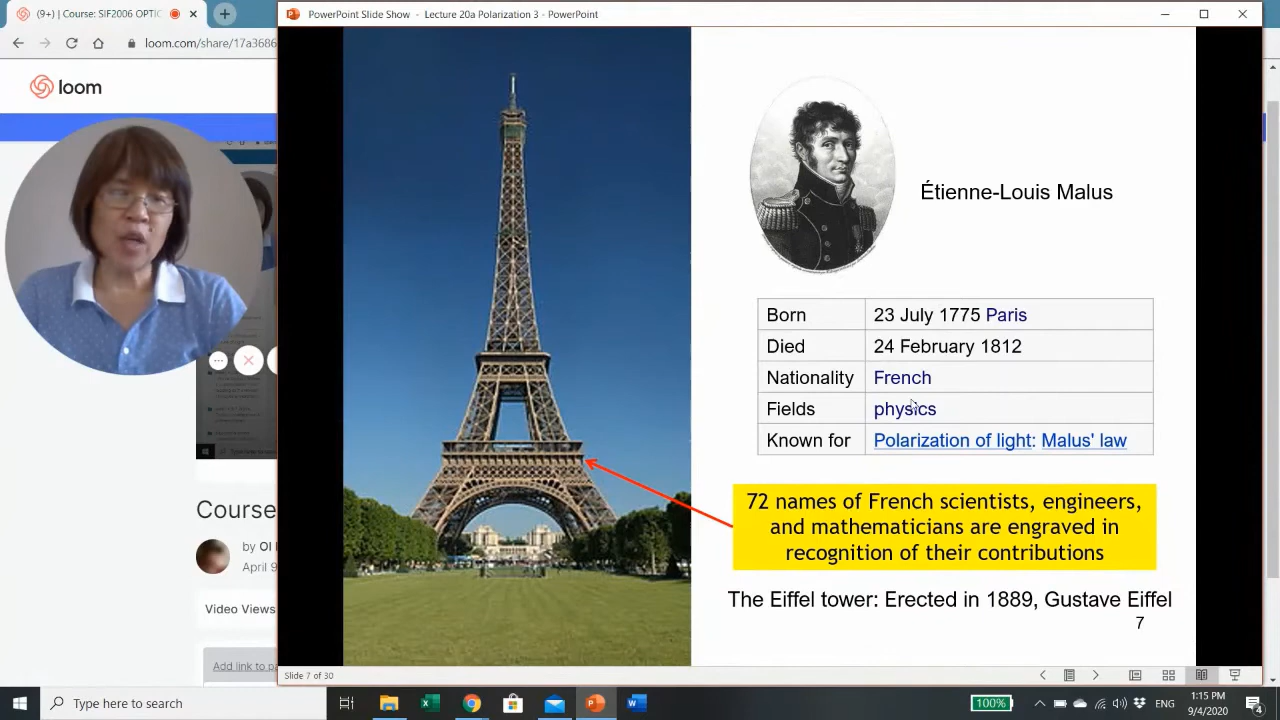 (9+) SIF2006 OPTIC
loom.com/share/17a3686
loom
Course
by OI
April 9
Video Views
Add link to pa
PowerPoint Slide Show - Lecture 20a Polarization 3 - PowerPoint
Étienne-Louis Malus
Born 23 July 1775 Paris
Died 24 February 1812
Nationality French
Fields physics
Known for Polarization of light: Malus' law
72 names of French scientists, engineers,
and mathematicians are engraved in
recognition of their contributions
The Eiffel tower: Erected in 1889, Gustave Eiffel
7
Slide 7 of 30
Type here to search
100%
ENG
1:15 PM
9/4/2020
4